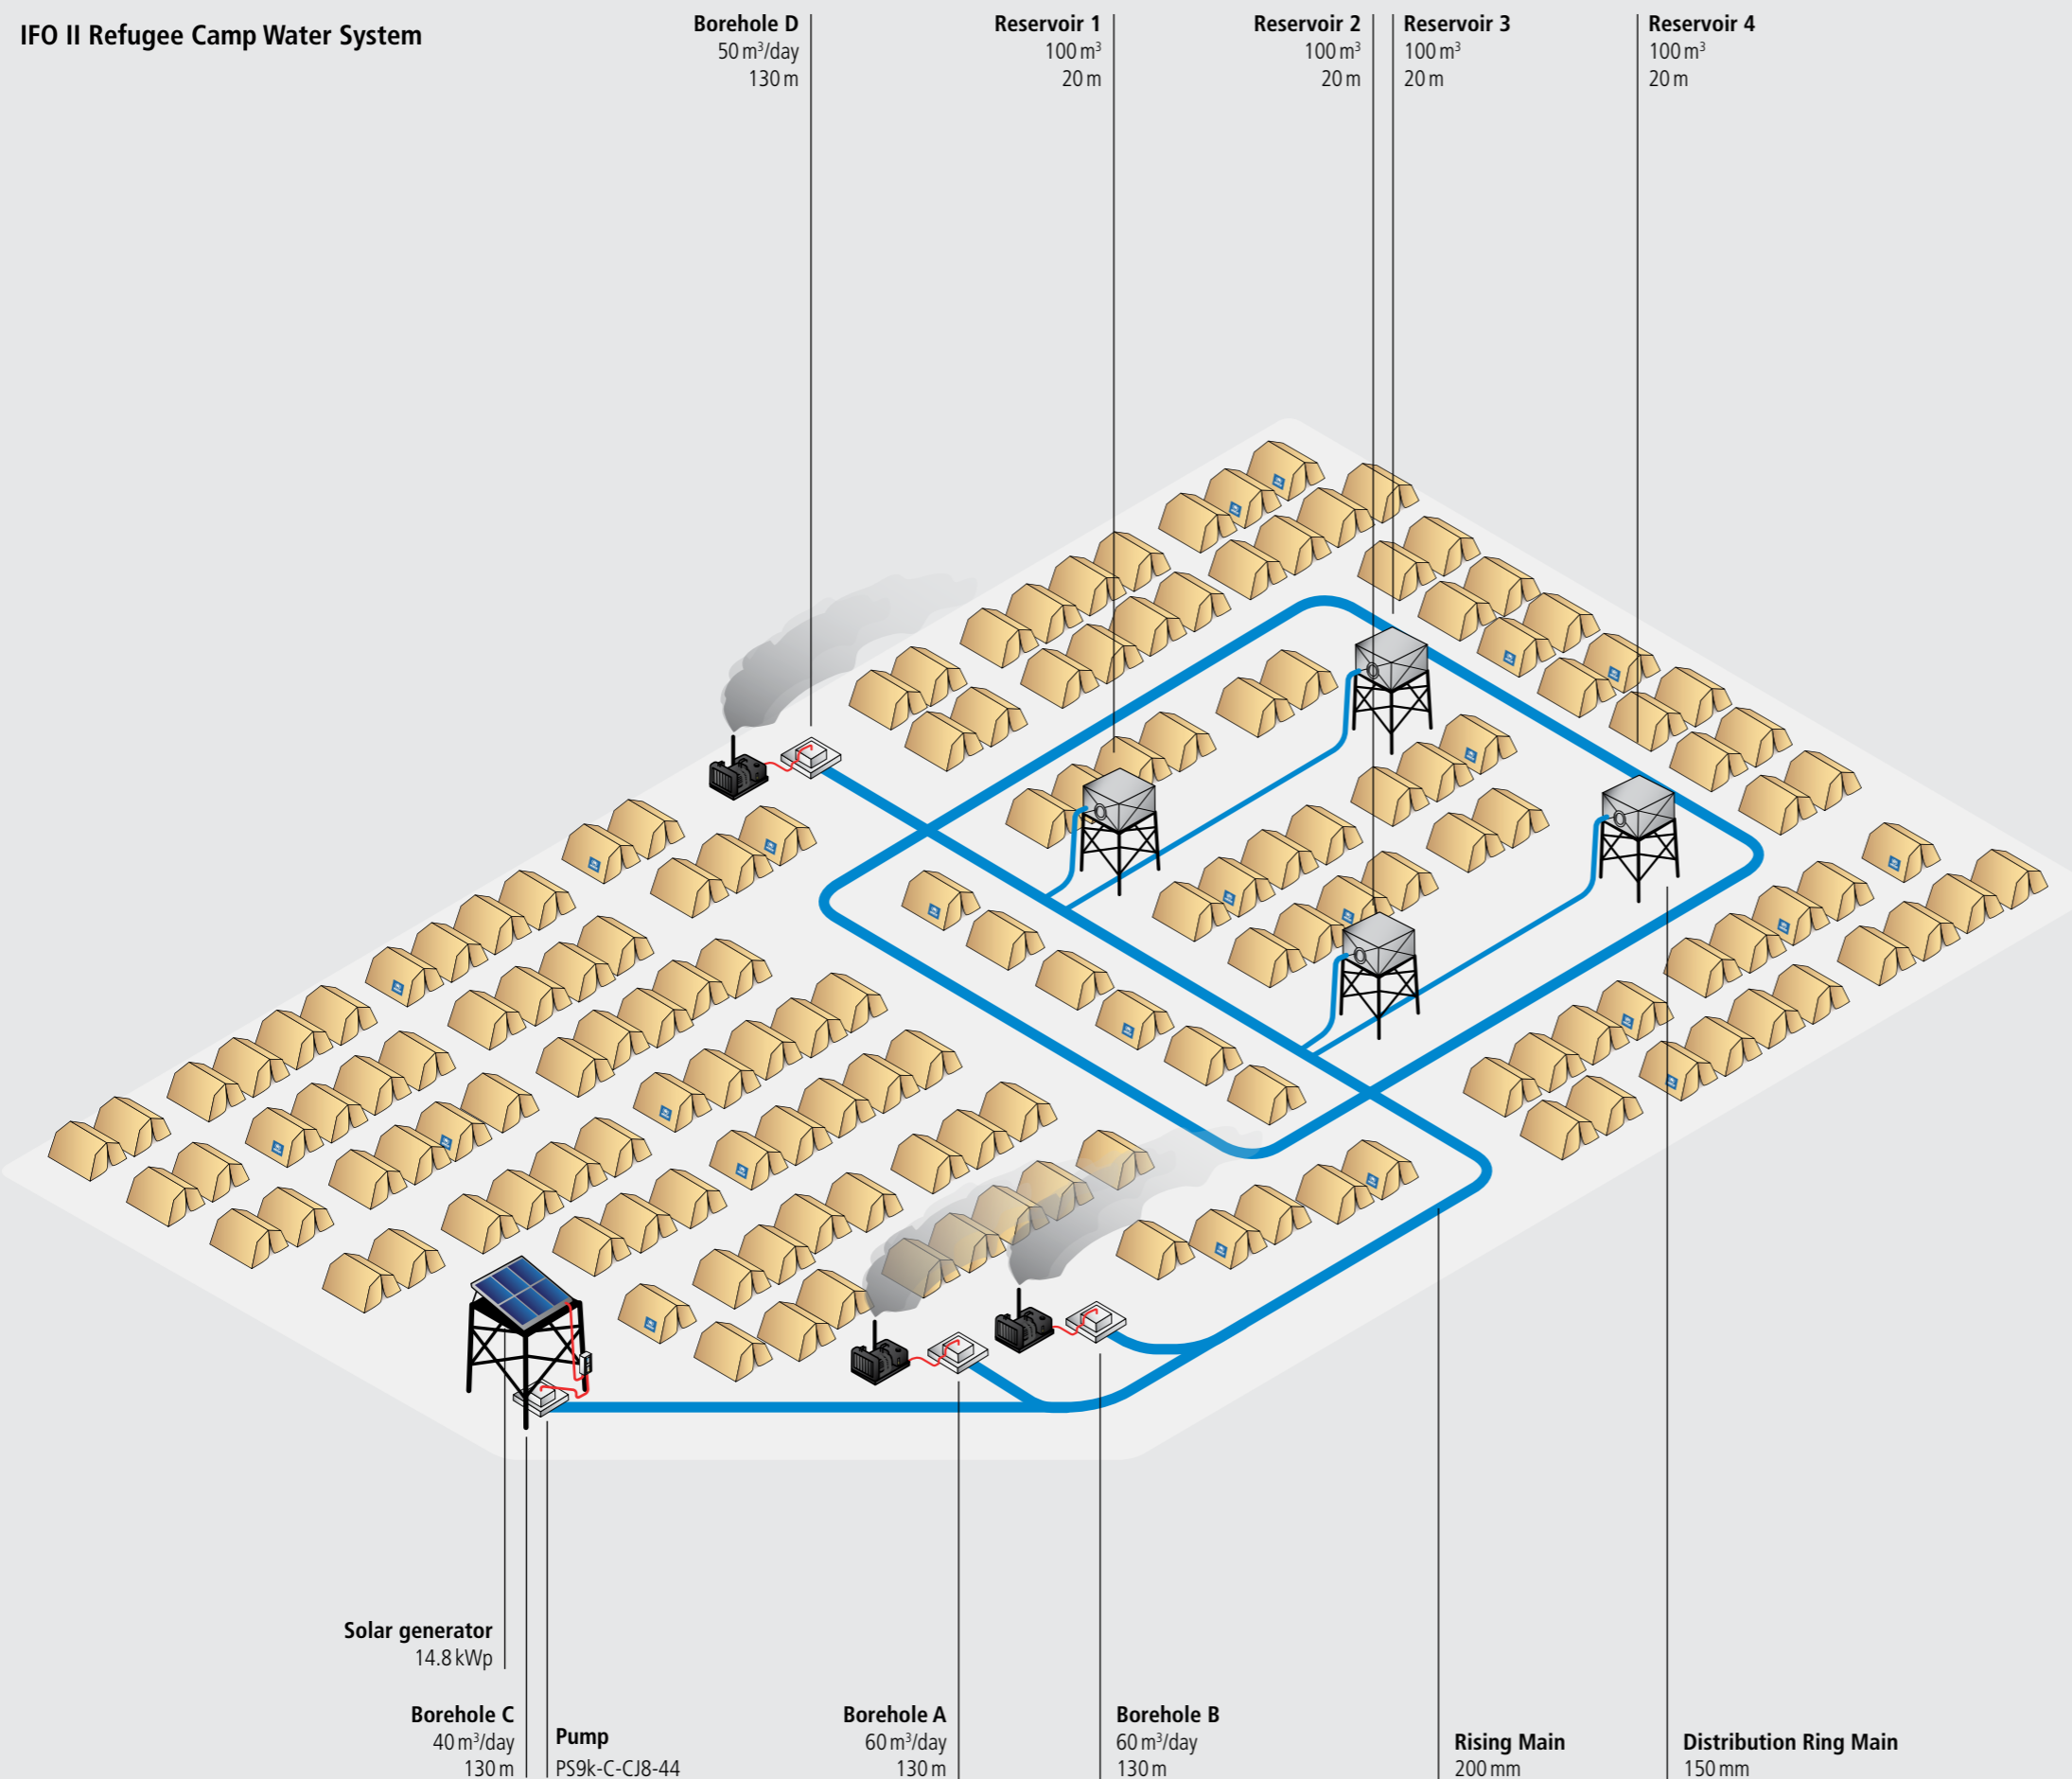 IFO II Refugee Camp Water System
Borehole D
50 m³/day
130 m
Reservoir 1
100 m³
20 m
Reservoir 2
100 m³
20 m
Reservoir 3
100 m³
20 m
Reservoir 4
100 m³
20 m
Solar generator
14.8 kWp
Borehole C
40 m³/day
130 m
Pump
PS9k-C-CJ8-44
Borehole A
60 m³/day
130 m
Borehole B
60 m³/day
130 m
Rising Main
200 mm
Distribution Ring Main
150 mm